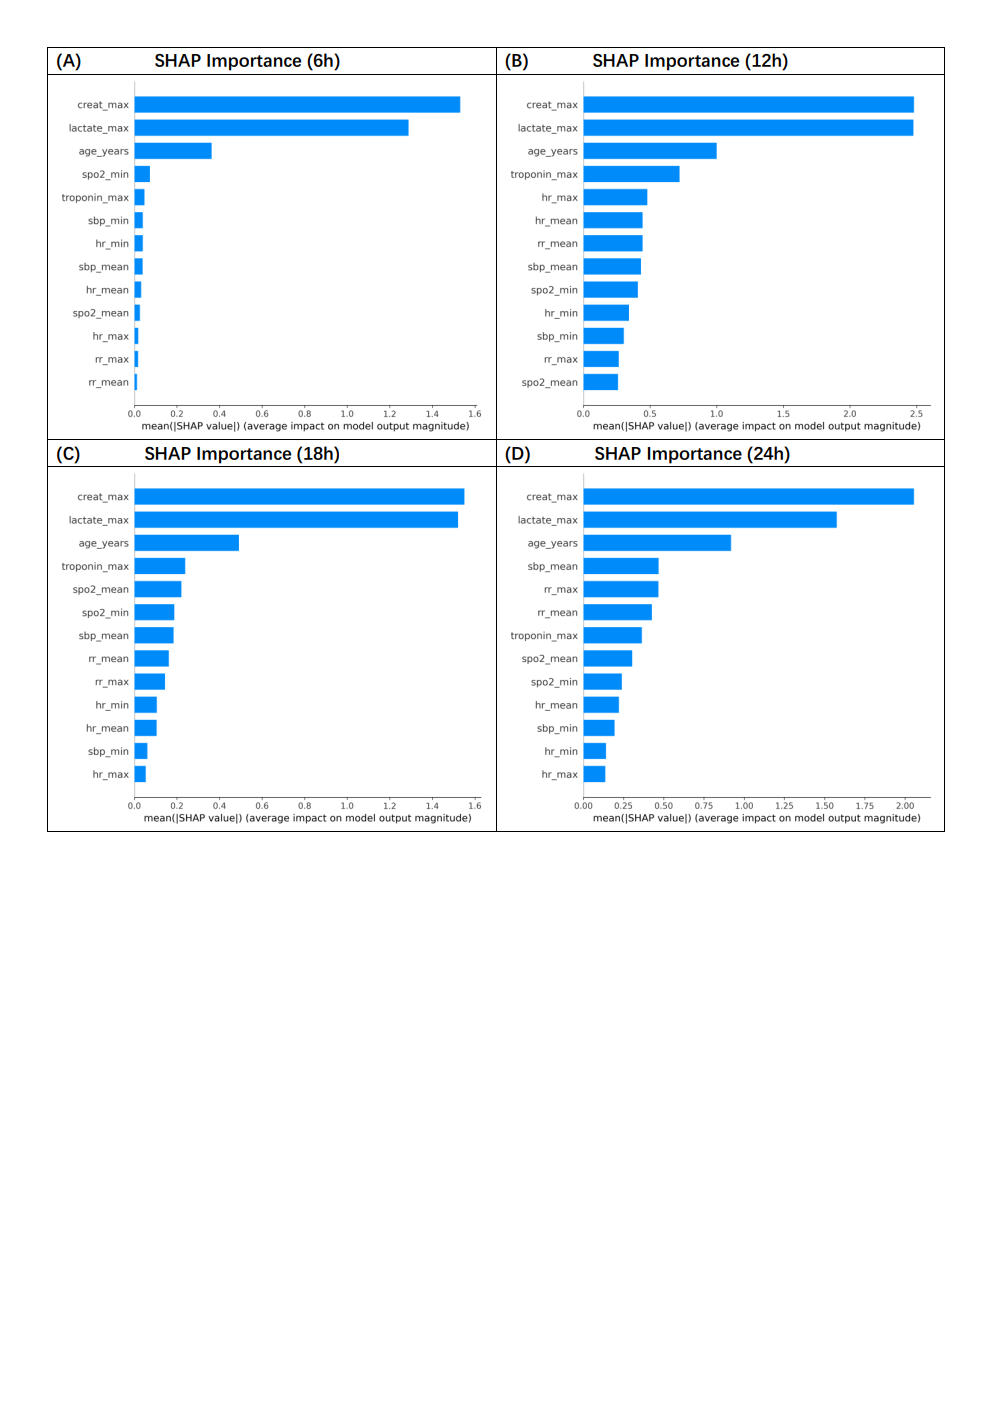 (A) SHAP Importance (6h)
creat_max
lactate_max
age_years
spo2_min
troponin_max
sbp_min
hr_min
sbp_mean
hr_mean
spo2_mean
hr_max
rr_max
rr_mean
0.0 0.2 0.4 0.6 0.8 1.0 1.2 1.4 1.6
mean(|SHAP value|) (average impact on model output magnitude)
(B) SHAP Importance (12h)
creat_max
lactate_max
age_years
troponin_max
hr_max
hr_mean
rr_mean
sbp_mean
spo2_min
hr_min
sbp_min
rr_max
spo2_mean
0.0 0.5 1.0 1.5 2.0 2.5
mean(|SHAP value|) (average impact on model output magnitude)
(C) SHAP Importance (18h)
creat_max
lactate_max
age_years
troponin_max
spo2_mean
spo2_min
sbp_mean
rr_mean
rr_max
hr_min
hr_mean
sbp_min
hr_max
0.0 0.2 0.4 0.6 0.8 1.0 1.2 1.4 1.6
mean(|SHAP value|) (average impact on model output magnitude)
(D) SHAP Importance (24h)
creat_max
lactate_max
age_years
sbp_mean
rr_max
rr_mean
troponin_max
spo2_mean
spo2_min
hr_mean
sbp_min
hr_min
hr_max
0.00 0.25 0.50 0.75 1.00 1.25 1.50 1.75 2.00
mean(|SHAP value|) (average impact on model output magnitude)